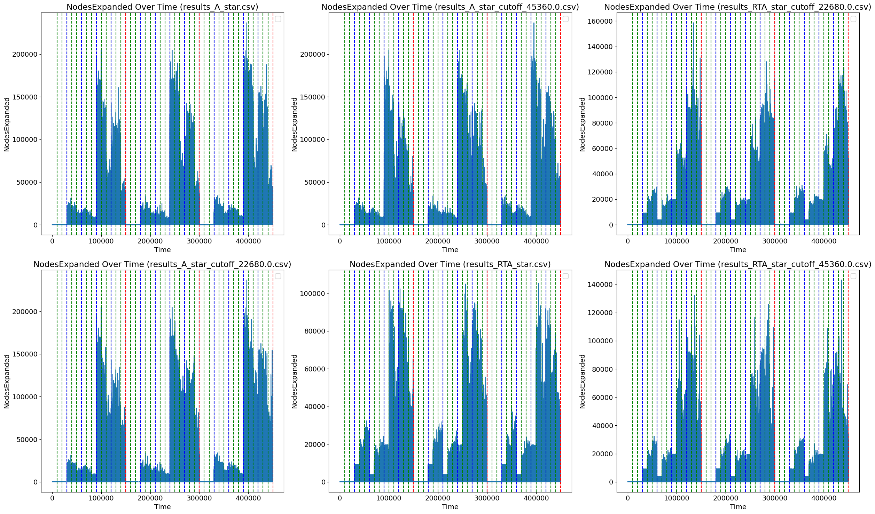 NodesExpanded Over Time (results_A_star.csv)
NodesExpanded
200000
150000
100000
50000
0
0 100000 200000 300000 400000
Time
NodesExpanded Over Time (results_A_star_cutoff_45360.0.csv)
NodesExpanded
200000
150000
100000
50000
0
0 100000 200000 300000 400000
Time
NodesExpanded Over Time (results_RTA_star_cutoff_22680.0.csv)
NodesExpanded
160000
140000
120000
100000
80000
60000
40000
20000
0
0 100000 200000 300000 400000
Time
NodesExpanded Over Time (results_A_star_cutoff_22680.0.csv)
NodesExpanded
200000
150000
100000
50000
0
0 100000 200000 300000 400000
Time
NodesExpanded Over Time (results_RTA_star.csv)
NodesExpanded
100000
80000
60000
40000
20000
0
0 100000 200000 300000 400000
Time
NodesExpanded Over Time (results_RTA_star_cutoff_45360.0.csv)
NodesExpanded
140000
120000
100000
80000
60000
40000
20000
0
0 100000 200000 300000 400000
Time